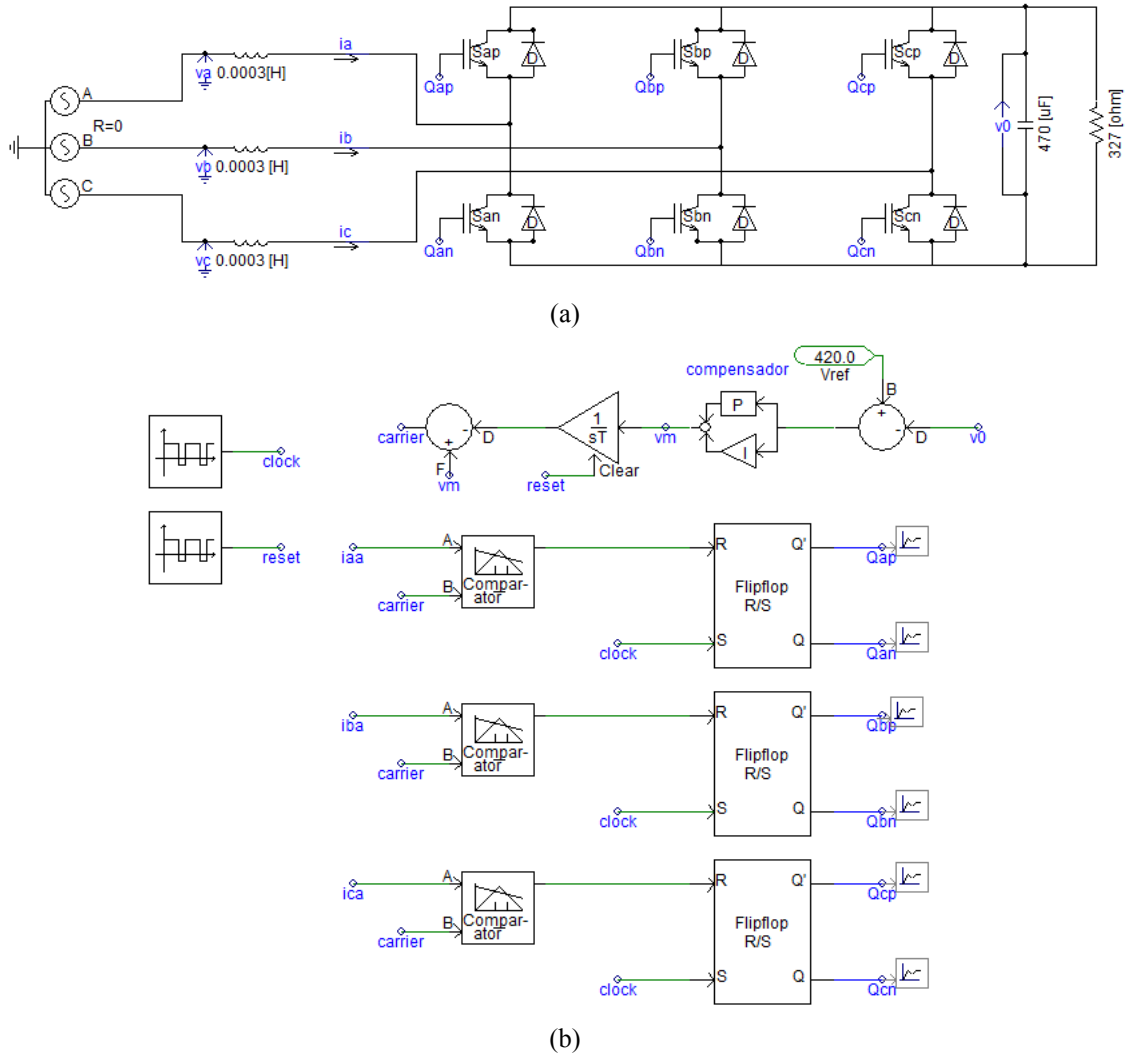 ia
va 0.0003[H]
Sap
D
Qap
Sbp
D
Qbp
Scp
D
Qcp
A
R=0
B
C
ib
vb 0.0003 [H]
v0
470 [uF]
327 [ohm]
ic
vc 0.0003 [H]
San
D
Qan
Sbn
D
Qbn
Scn
D
Qcn
(a)
420.0
Vref
compensador
B
P
I
+
-
D
v0
vm
1
sT
Clear
reset
-
D
+
F
vm
carrier
clock
reset
iaa
A
B
Compar-
ator
carrier
R
Q'
Flipflop
R/S
S
Q
clock
Qap
Qan
iba
A
B
Compar-
ator
carrier
R
Q'
Flipflop
R/S
S
Q
clock
Qbp
Qbn
ica
A
B
Compar-
ator
carrier
R
Q'
Flipflop
R/S
S
Q
clock
Qcp
Qcn
(b)